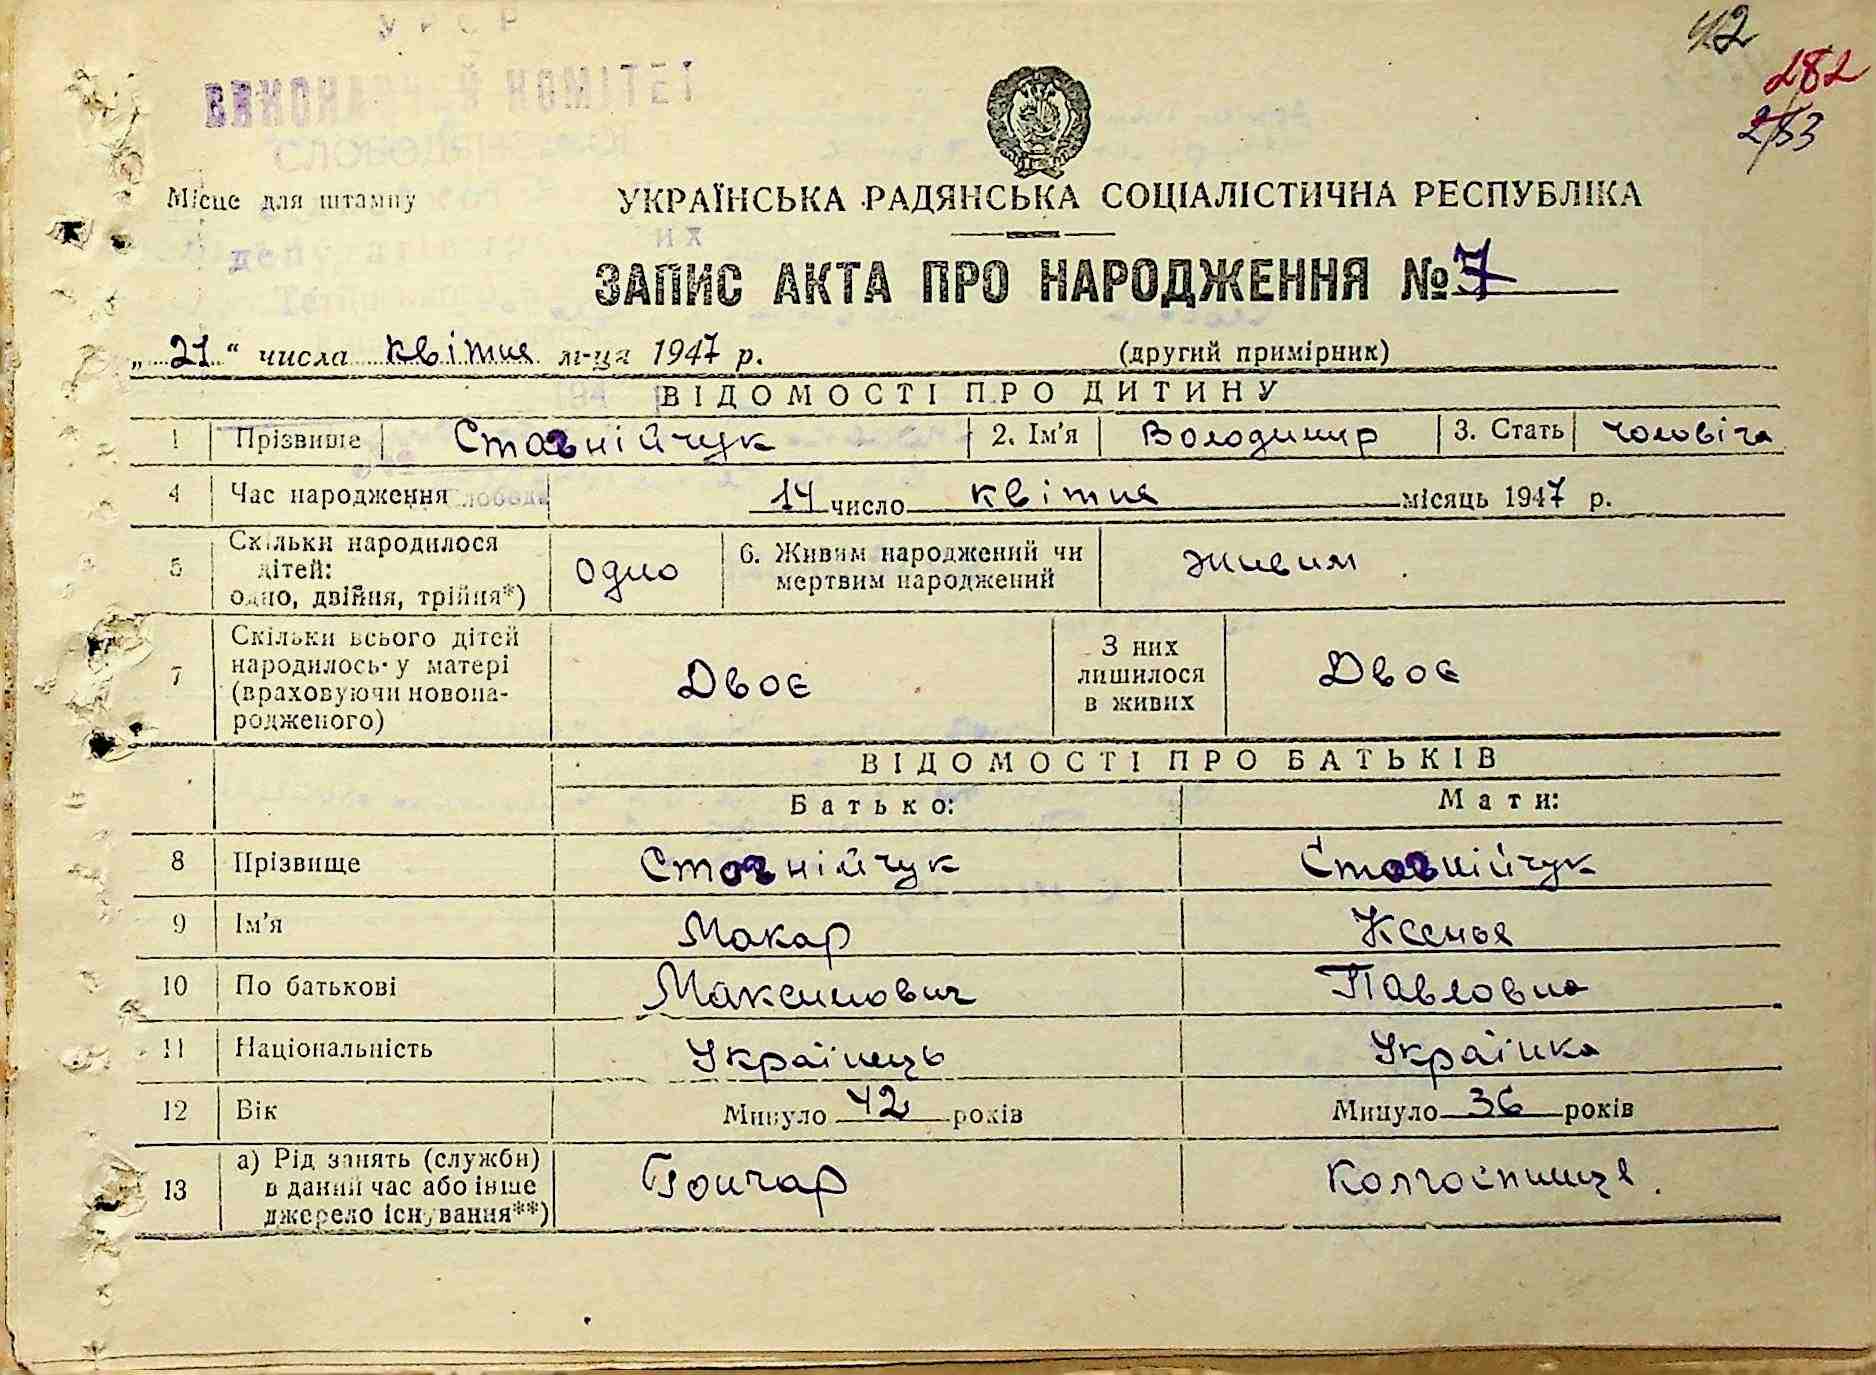 42
282
283
УРСР
ВИКОНАВЧИЙ КОМІТЕТ
Місце для штампу
УКРАЇНСЬКА РАДЯНСЬКА СОЦІАЛІСТИЧНА РЕСПУБЛІКА
ЗАПИС АКТА ПРО НАРОДЖЕННЯ № 7
„21“ числа квітня м-ця 1947 р. (другий примірник)
ВІДОМОСТІ ПРО ДИТИНУ
1 Прізвище Стогнійчук 2. Ім'я Володимир 3. Стать чоловіча
4 Час народження 14 число квітня місяць 1947 р.
5 Скільки народилося дітей: одно, двійня, трійня*) Одно 6. Живим народжений чи мертвим народжений живим
7 Скільки всього дітей народилось у матері (враховуючи новонародженого) Двоє З них лишилося в живих Двоє
ВІДОМОСТІ ПРО БАТЬКІВ
Батько: Мати:
8 Прізвище Стогнійчук Стогнійчук
9 Ім'я Макар Ксенья
10 По батькові Максимович Павловна
11 Національність Українець Українка
12 Вік Минуло 42 років Минуло 36 років
13 а) Рід занять (служби) в даний час або інше джерело існування**) Гончар Колгоспниця.